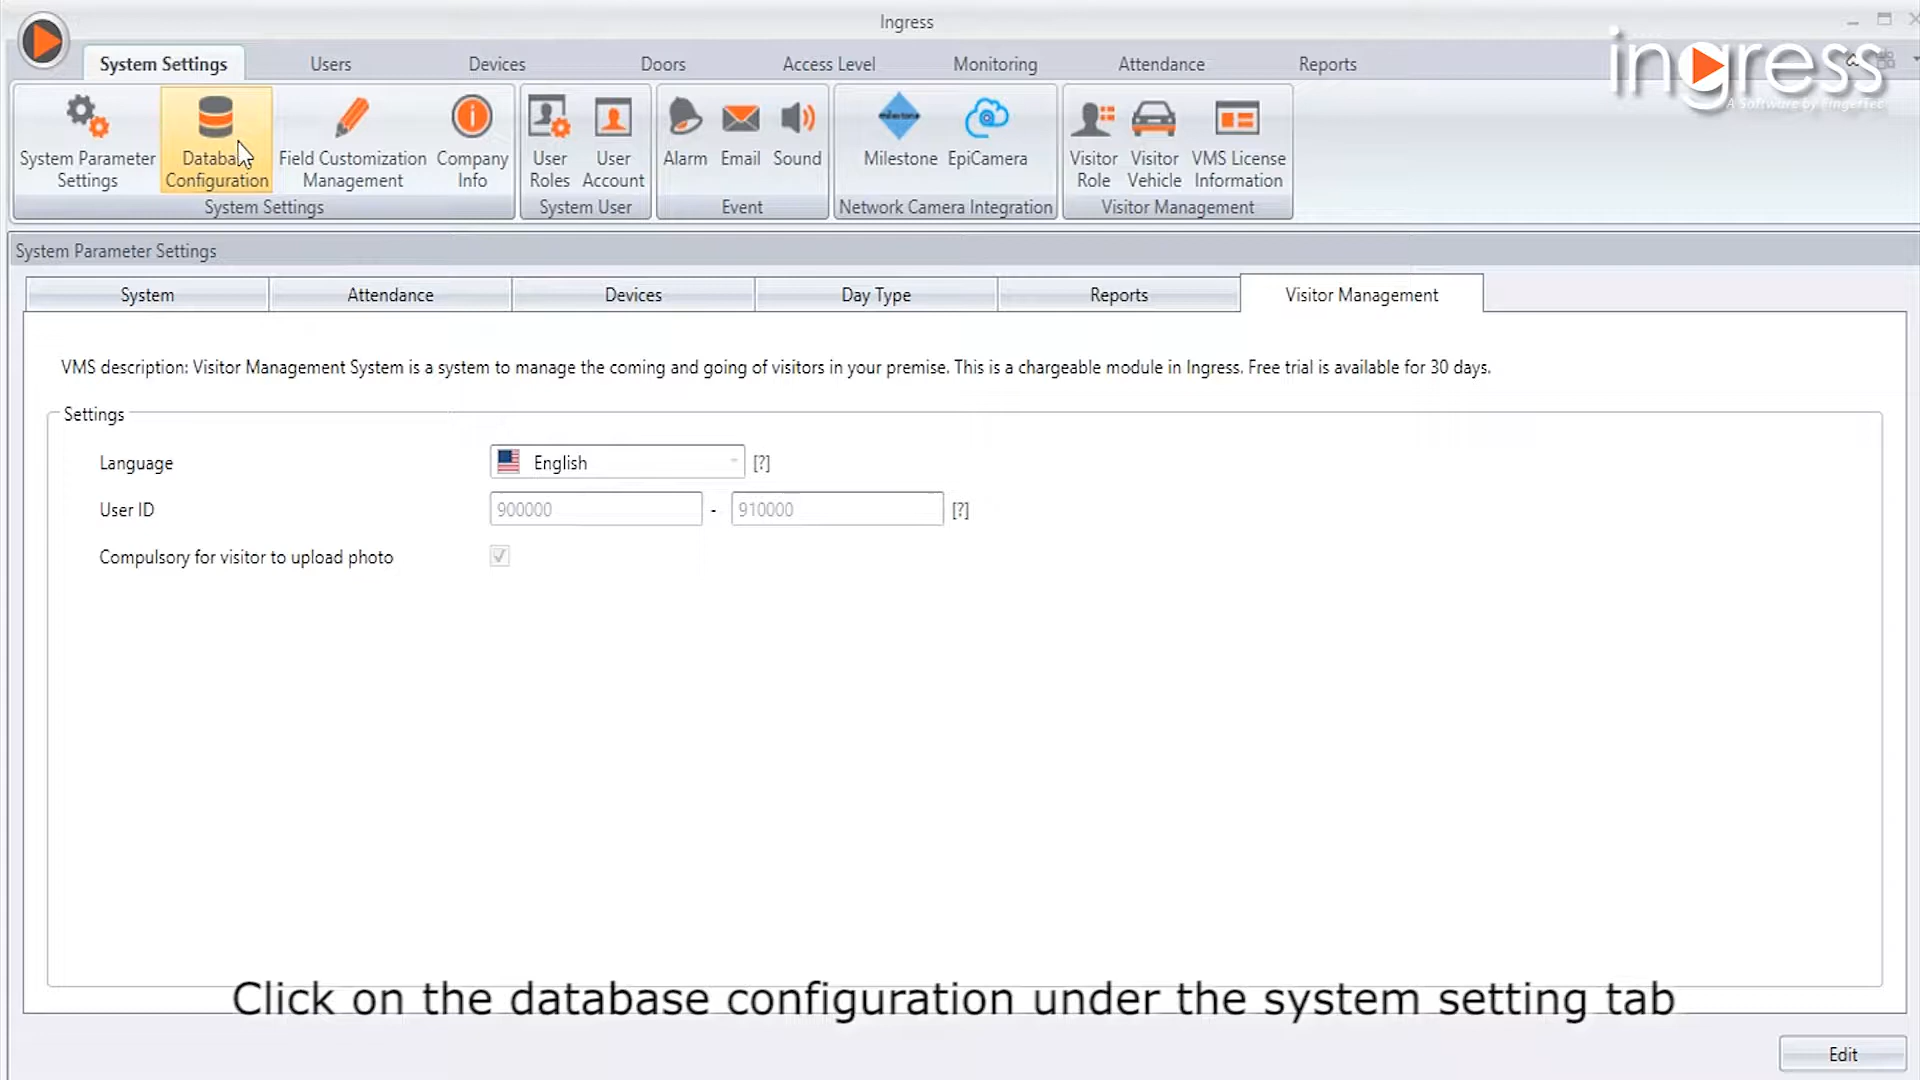 Ingress
ingress
A Software by FingerTec
System Settings Users Devices Doors Access Level Monitoring Attendance Reports
System Parameter Settings
Database Configuration
Field Customization Management
Company Info
System Settings
User Roles
User Account
System User
Alarm Email Sound
Event
Milestone EpiCamera
Network Camera Integration
Visitor Role
Visitor Vehicle
VMS License Information
Visitor Management
System Parameter Settings
System Attendance Devices Day Type Reports Visitor Management
VMS description: Visitor Management System is a system to manage the coming and going of visitors in your premise. This is a chargeable module in Ingress. Free trial is available for 30 days.
Settings
Language English [?]
User ID 900000 - 910000 [?]
Compulsory for visitor to upload photo
Click on the database configuration under the system setting tab
Edit